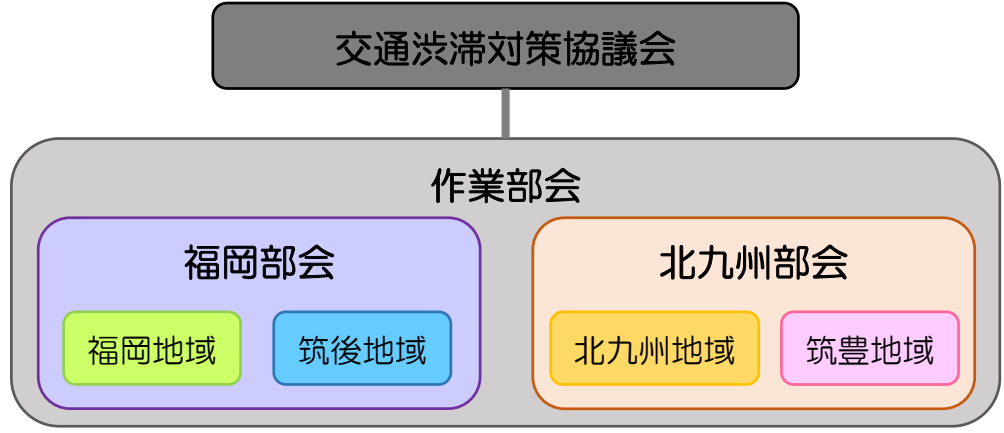 交通渋滞対策協議会
作業部会
福岡部会
福岡地域
筑後地域
北九州部会
北九州地域
筑豊地域